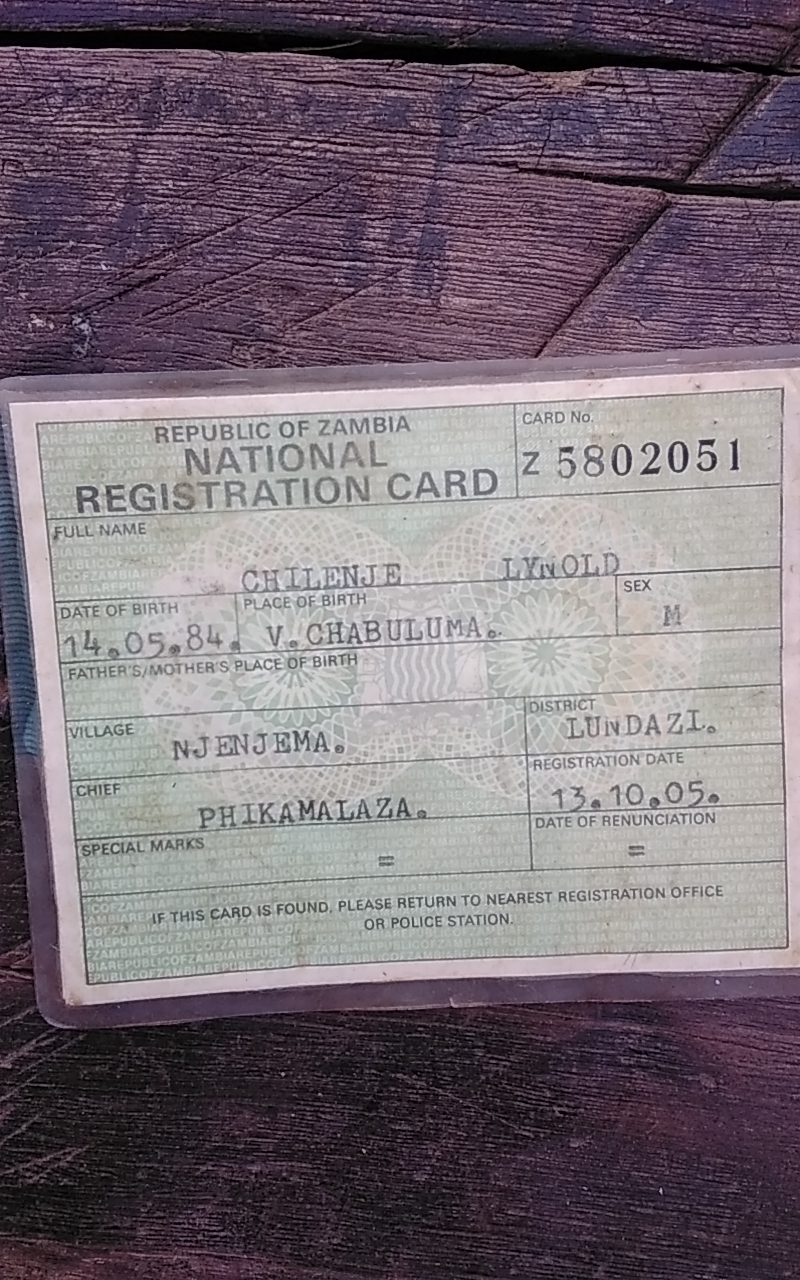 REPUBLIC OF ZAMBIA
NATIONAL
REGISTRATION CARD
CARD No.
Z 5802051
FULL NAME
CHILENJE LYNOLD
DATE OF BIRTH
14.05.84.
PLACE OF BIRTH
V.CHABULUMA.
SEX
M
FATHER'S/MOTHER'S PLACE OF BIRTH
VILLAGE
NJENJEMA.
DISTRICT
LUNDAZI.
CHIEF
PHIKAMALAZA.
REGISTRATION DATE
13.10.05.
SPECIAL MARKS
=
DATE OF RENUNCIATION
=
IF THIS CARD IS FOUND, PLEASE RETURN TO NEAREST REGISTRATION OFFICE
OR POLICE STATION.